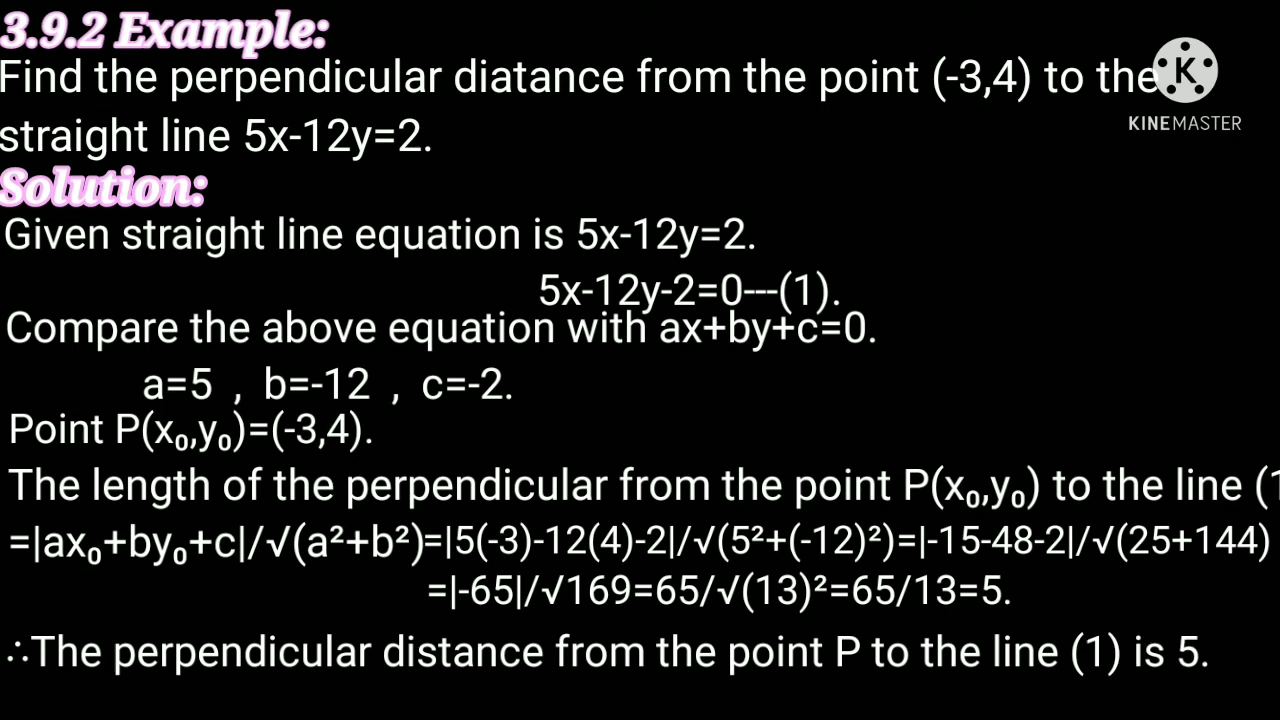 3.9.2 Example:
Find the perpendicular diatance from the point (-3,4) to the
straight line 5x-12y=2.
KINEMASTER
Solution:
Given straight line equation is 5x-12y=2.
5x-12y-2=0---(1).
Compare the above equation with ax+by+c=0.
a=5 , b=-12 , c=-2.
Point P(x₀,y₀)=(-3,4).
The length of the perpendicular from the point P(x₀,y₀) to the line (1
=|ax₀+by₀+c|/√(a²+b²)=|5(-3)-12(4)-2|/√(5²+(-12)²)=|-15-48-2|/√(25+144)
=|-65|/√169=65/√(13)²=65/13=5.
∴The perpendicular distance from the point P to the line (1) is 5.